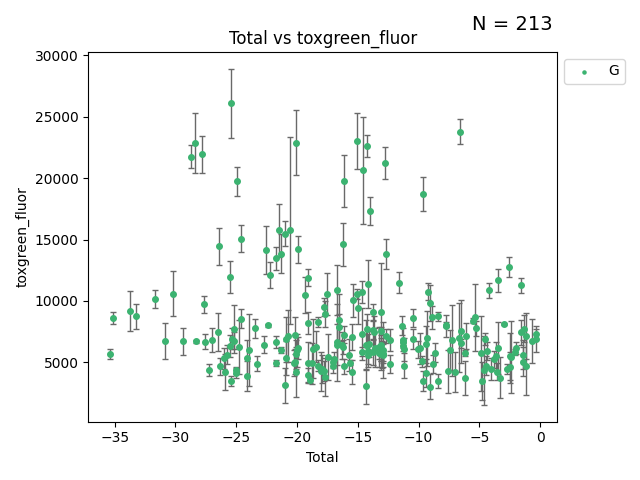 N = 213
Total vs toxgreen_fluor
G
30000
25000
20000
15000
10000
5000
toxgreen_fluor
−35 −30 −25 −20 −15 −10 −5 0
Total